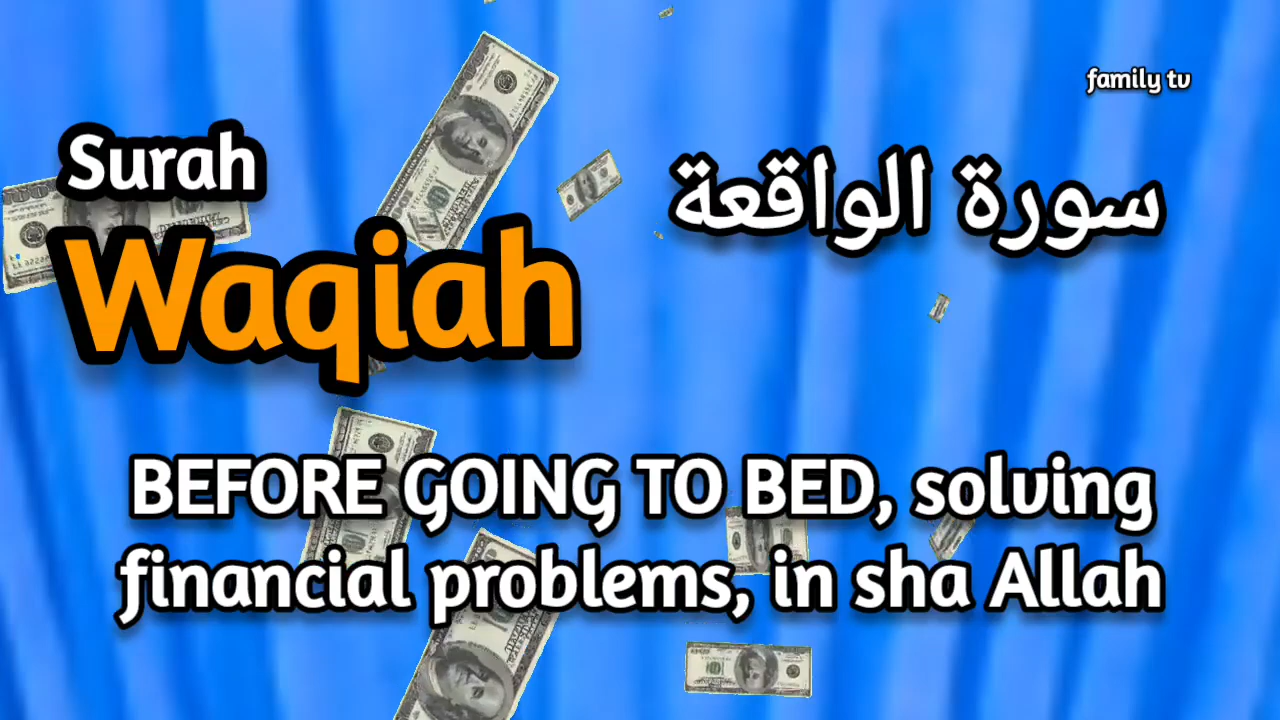 family tv
Surah
سورة الواقعة
Waqiah
BEFORE GOING TO BED, solving
financial problems, in sha Allah